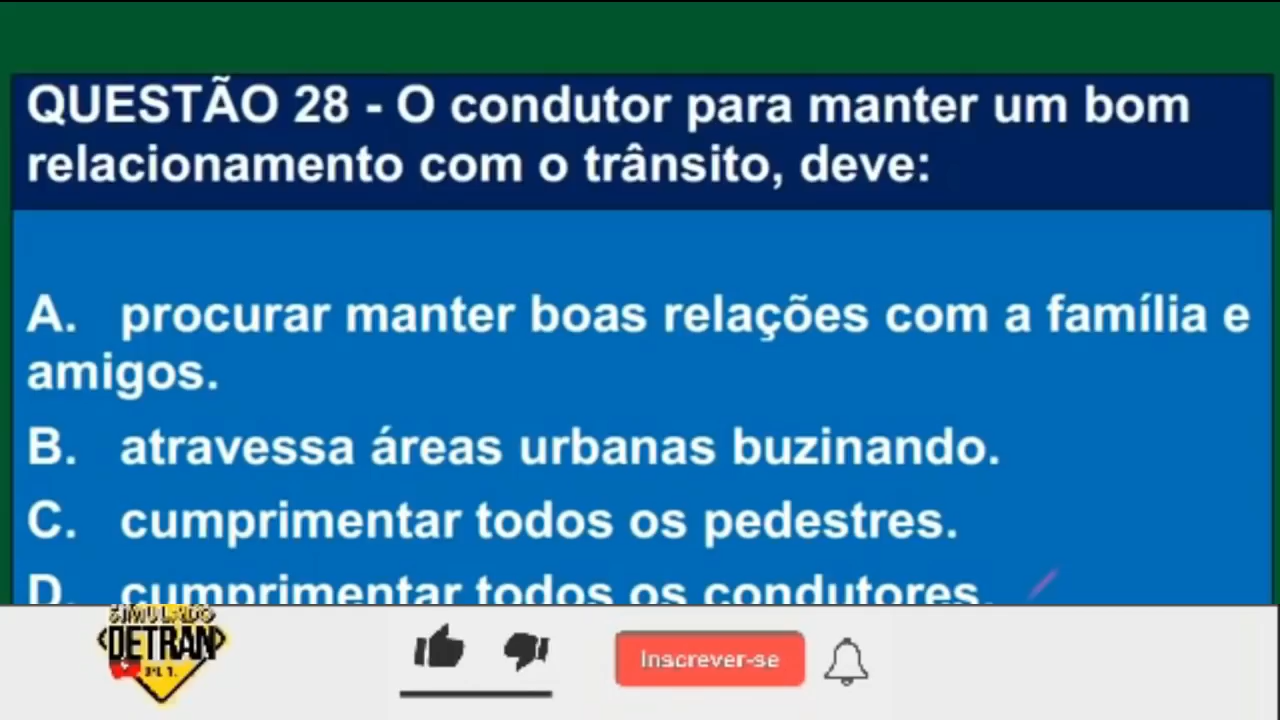 QUESTÃO 28 - O condutor para manter um bom
relacionamento com o trânsito, deve:
A. procurar manter boas relações com a família e
amigos.
B. atravessa áreas urbanas buzinando.
C. cumprimentar todos os pedestres.
D. cumprimentar todos os condutores.
SIMULADO
DETRAN
Inscrever-se